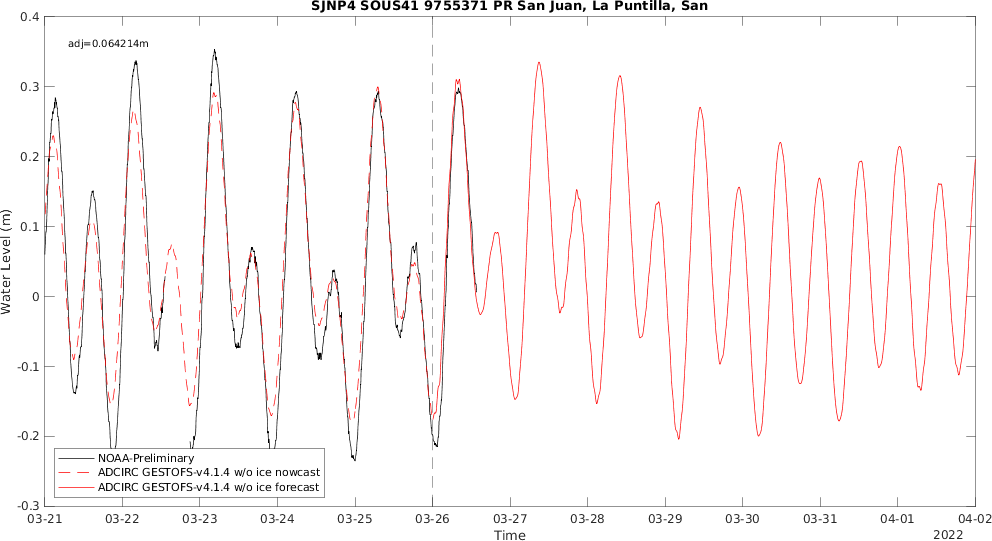 SJNP4 SOUS41 9755371 PR San Juan, La Puntilla, San
adj=0.064214m
0.4
0.3
0.2
0.1
0
-0.1
-0.2
-0.3
Water Level (m)
NOAA-Preliminary
ADCIRC GESTOFS-v4.1.4 w/o ice nowcast
ADCIRC GESTOFS-v4.1.4 w/o ice forecast
03-21 03-22 03-23 03-24 03-25 03-26 03-27 03-28 03-29 03-30 03-31 04-01 04-02
Time
2022